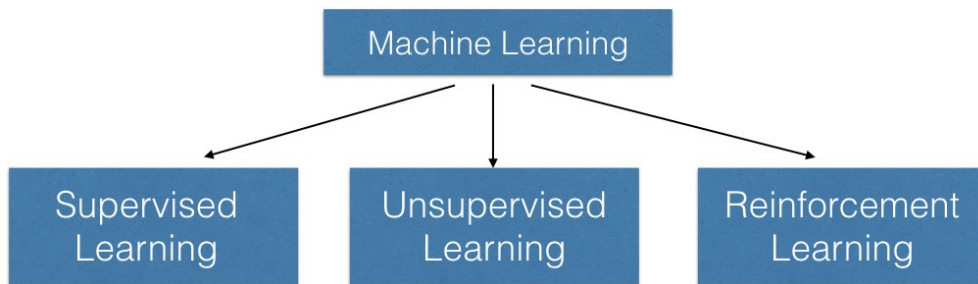 Machine Learning
Supervised
Learning
Unsupervised
Learning
Reinforcement
Learning